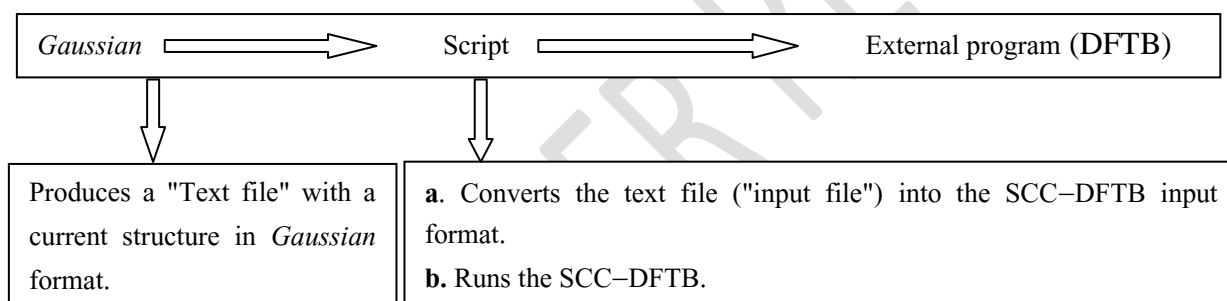 Gaussian Script External program (DFTB)
Produces a "Text file" with a
current structure in Gaussian
format.
a. Converts the text file ("input file") into the SCC−DFTB input
format.
b. Runs the SCC−DFTB.